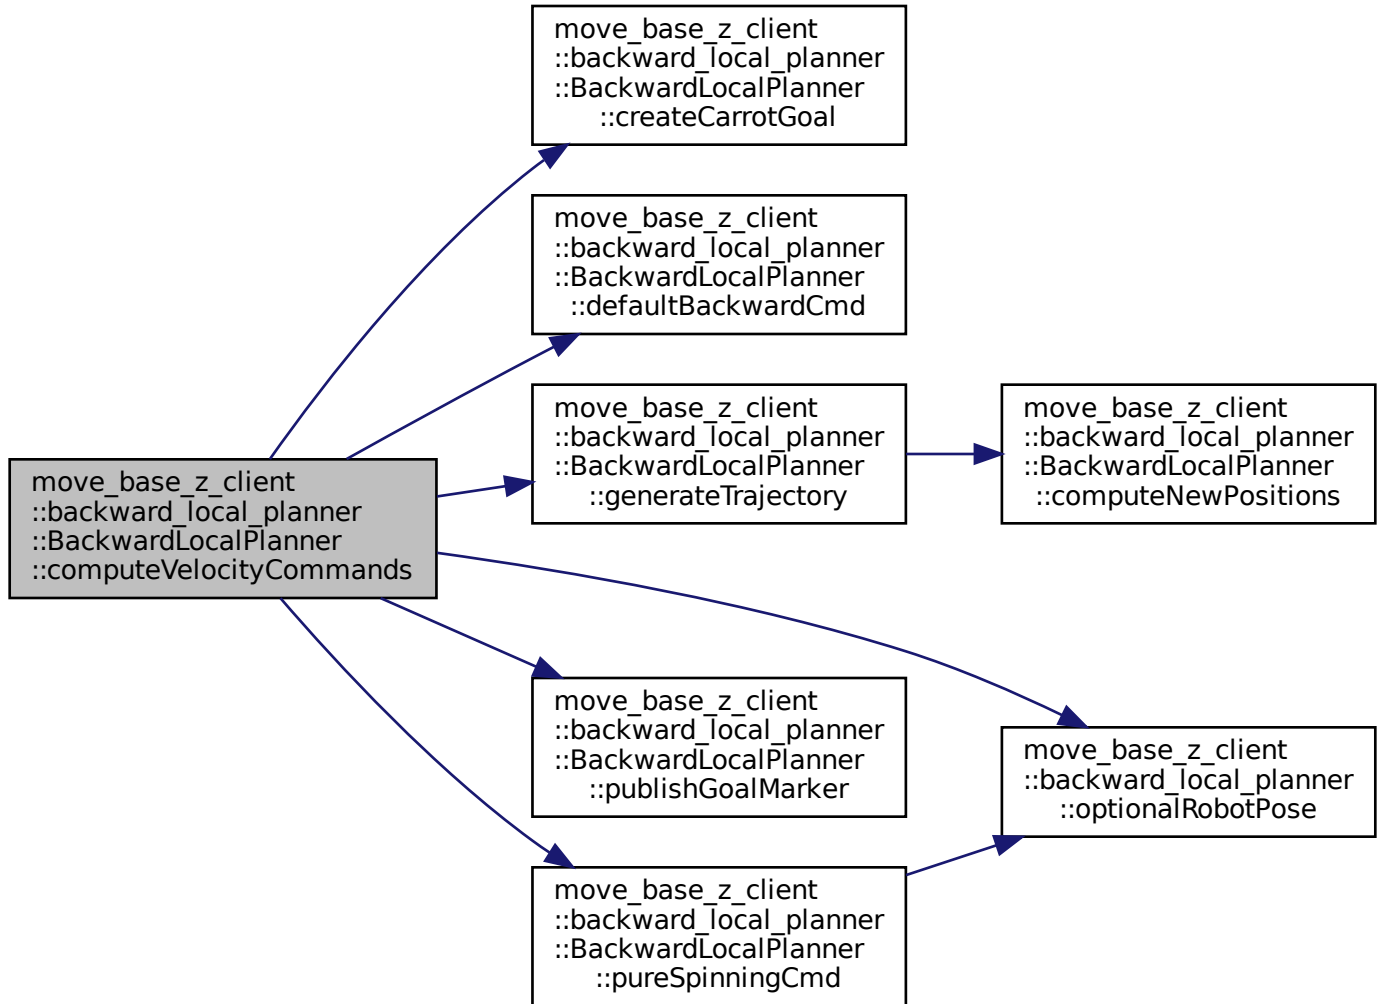 move_base_z_client
::backward_local_planner
::BackwardLocalPlanner
::createCarrotGoal
move_base_z_client
::backward_local_planner
::BackwardLocalPlanner
::defaultBackwardCmd
move_base_z_client
::backward_local_planner
::BackwardLocalPlanner
::generateTrajectory
move_base_z_client
::backward_local_planner
::BackwardLocalPlanner
::computeNewPositions
move_base_z_client
::backward_local_planner
::BackwardLocalPlanner
::computeVelocityCommands
move_base_z_client
::backward_local_planner
::BackwardLocalPlanner
::publishGoalMarker
move_base_z_client
::backward_local_planner
::optionalRobotPose
move_base_z_client
::backward_local_planner
::BackwardLocalPlanner
::pureSpinningCmd